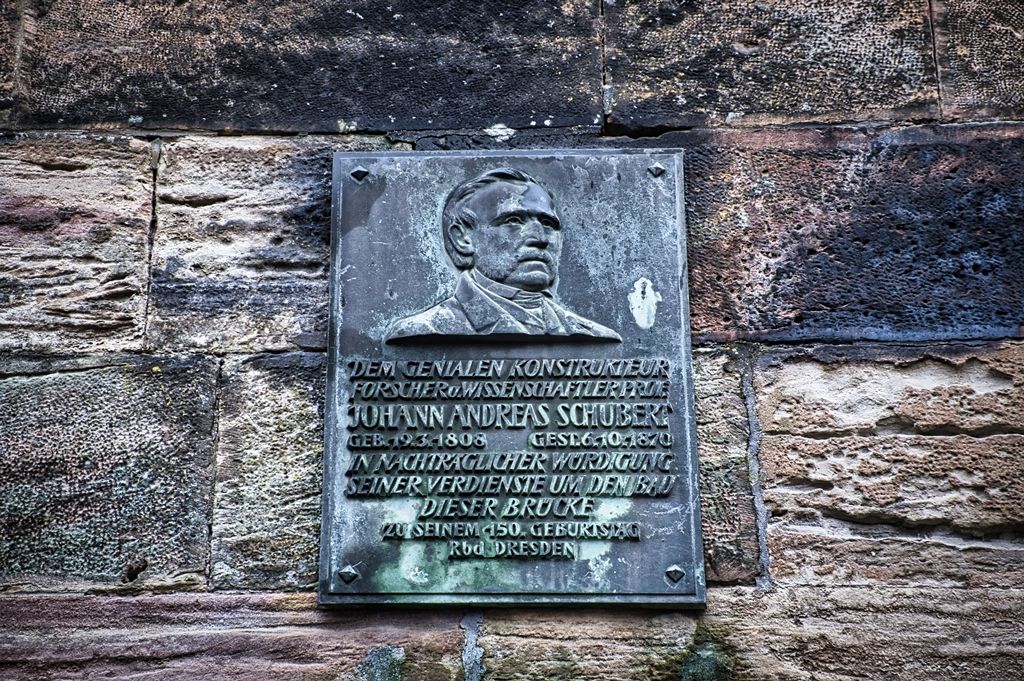 DEM GENIALEN KONSTRUKTEUR
FORSCHER u. WISSENSCHAFTLER PROF.
JOHANN ANDREAS SCHUBERT
GEB. 19.3.1808 GEST. 6.10.1870
IN NACHTRÄGLICHER WÜRDIGUNG
SEINER VERDIENSTE UM DEN BAU
DIESER BRÜCKE
ZU SEINEM 150. GEBURTSTAG
Rbd DRESDEN